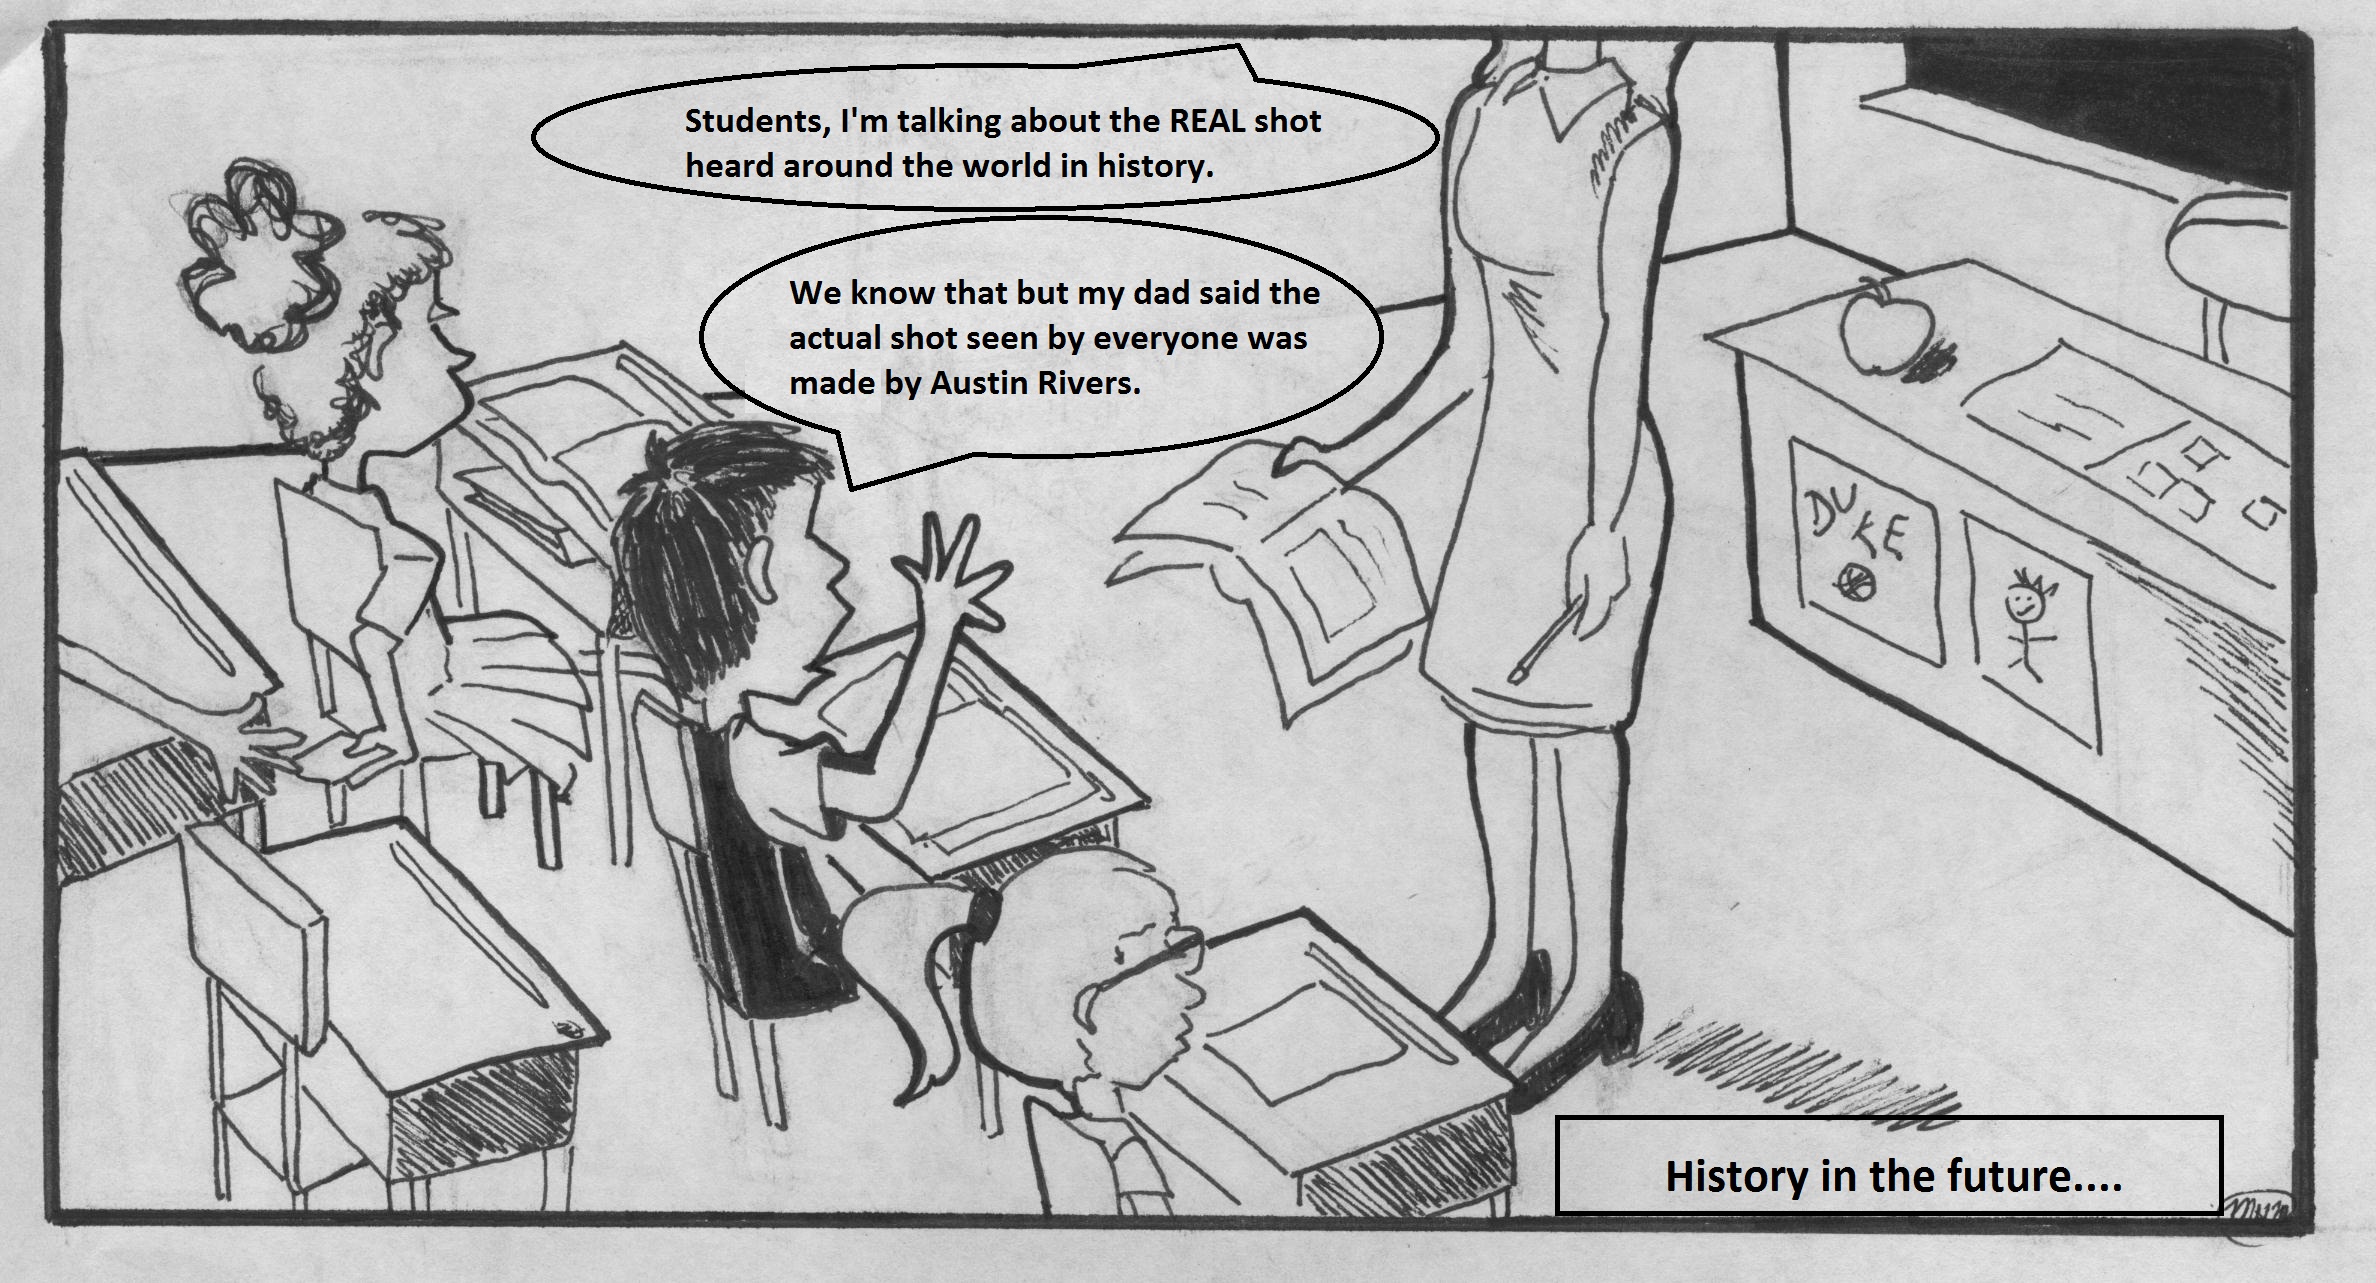 Students, I'm talking about the REAL shot
heard around the world in history.
We know that but my dad said the
actual shot seen by everyone was
made by Austin Rivers.
DUKE
History in the future....